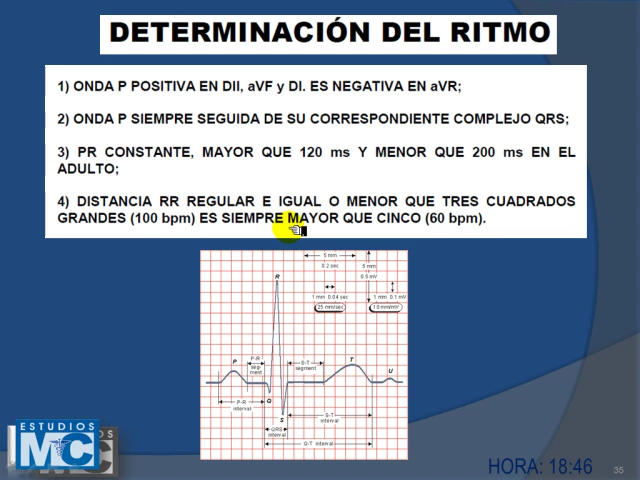 DETERMINACIÓN DEL RITMO
1) ONDA P POSITIVA EN DII, aVF y DI. ES NEGATIVA EN aVR;
2) ONDA P SIEMPRE SEGUIDA DE SU CORRESPONDIENTE COMPLEJO QRS;
3) PR CONSTANTE, MAYOR QUE 120 ms Y MENOR QUE 200 ms EN EL
ADULTO;
4) DISTANCIA RR REGULAR E IGUAL O MENOR QUE TRES CUADRADOS
GRANDES (100 bpm) ES SIEMPRE MAYOR QUE CINCO (60 bpm).
5 mm
0.2 sec
5 mm
0.5 mV
R
1 mm 0.04 sec
25 mm/sec
1 mm 0.1 mV
10 mm/mV
P
P-R
seg-
ment
S-T
segment
T
U
Q
P-R
interval
S
S-T
interval
QRS
interval
Q-T interval
ESTUDIOS
MC
HORA: 18:46
35